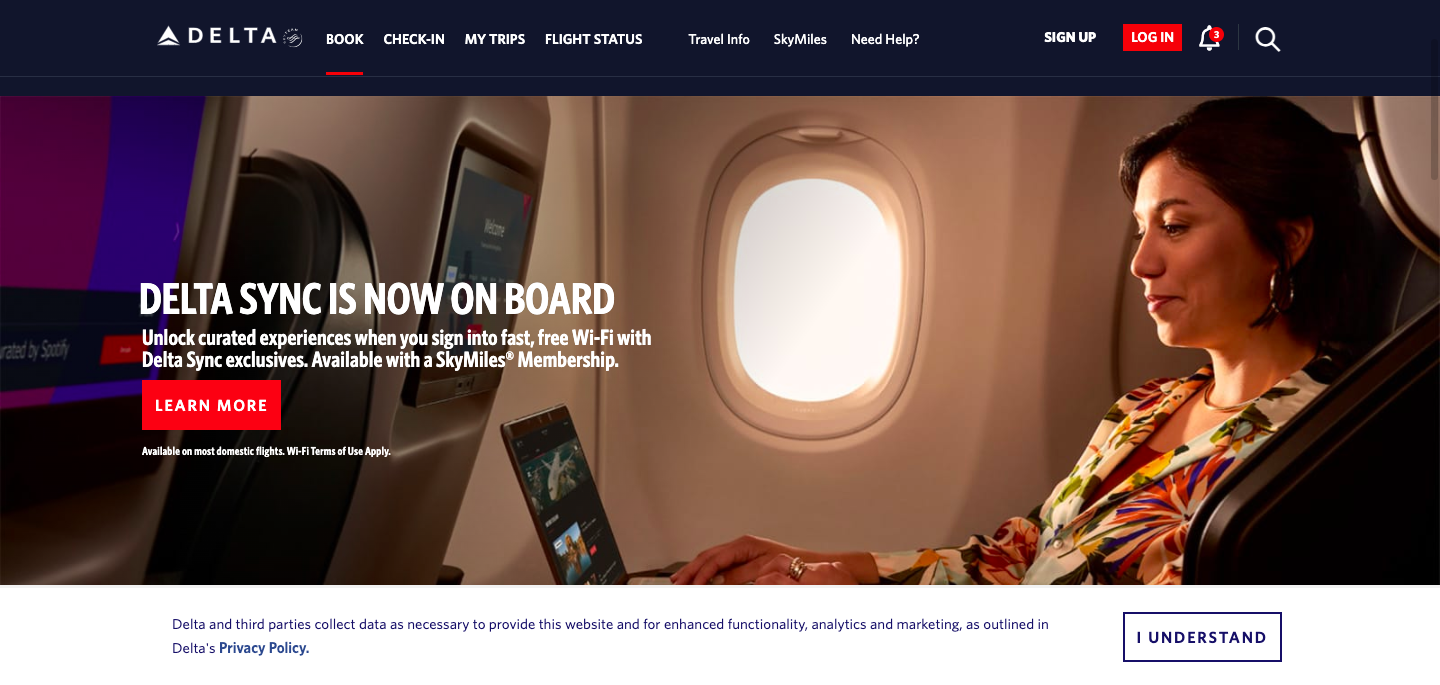 DELTA
BOOK
CHECK-IN
MY TRIPS
FLIGHT STATUS
Travel Info
SkyMiles
Need Help?
SIGN UP
LOG IN
3
Welcome
DELTA SYNC IS NOW ON BOARD
Unlock curated experiences when you sign into fast, free Wi-Fi with
Delta Sync exclusives. Available with a SkyMiles® Membership.
by Spotify
LEARN MORE
Available on most domestic flights. Wi-Fi Terms of Use Apply.
Delta and third parties collect data as necessary to provide this website and for enhanced functionality, analytics and marketing, as outlined in
Delta's Privacy Policy.
I UNDERSTAND